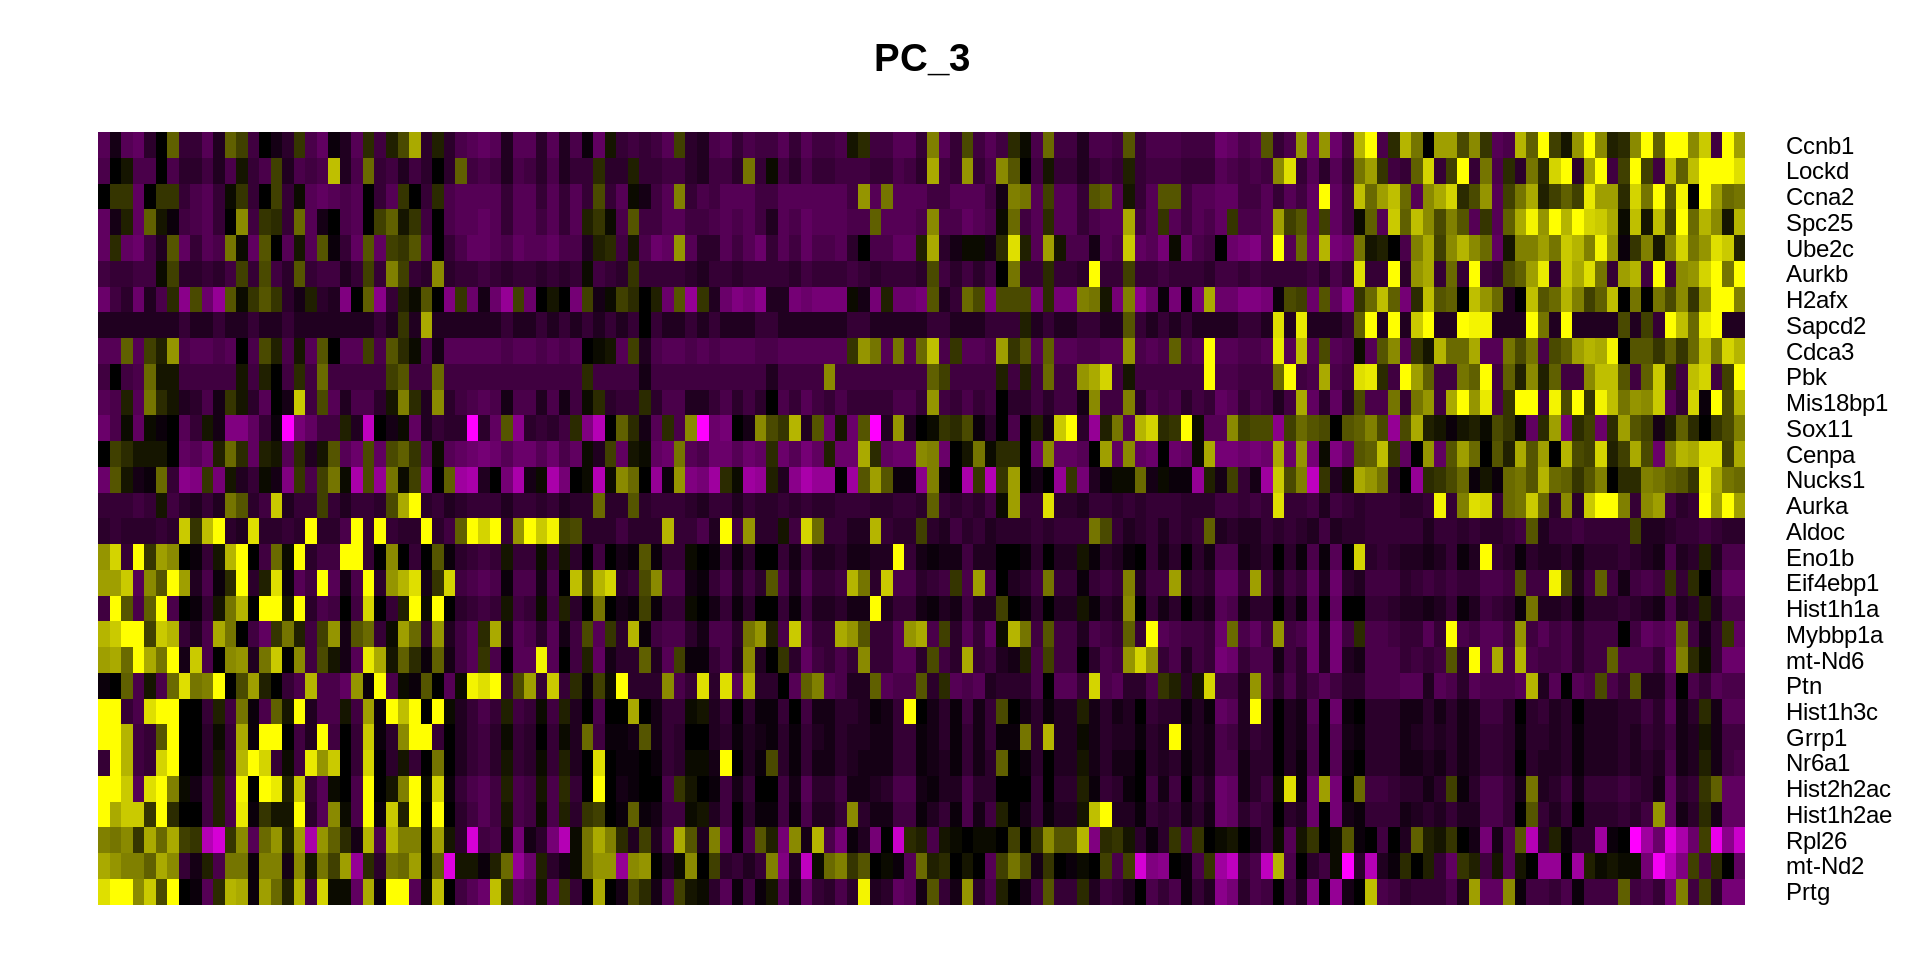 PC_3
Ccnb1
Lockd
Ccna2
Spc25
Ube2c
Aurkb
H2afx
Sapcd2
Cdca3
Pbk
Mis18bp1
Sox11
Cenpa
Nucks1
Aurka
Aldoc
Eno1b
Eif4ebp1
Hist1h1a
Mybbp1a
mt-Nd6
Ptn
Hist1h3c
Grrp1
Nr6a1
Hist2h2ac
Hist1h2ae
Rpl26
mt-Nd2
Prtg